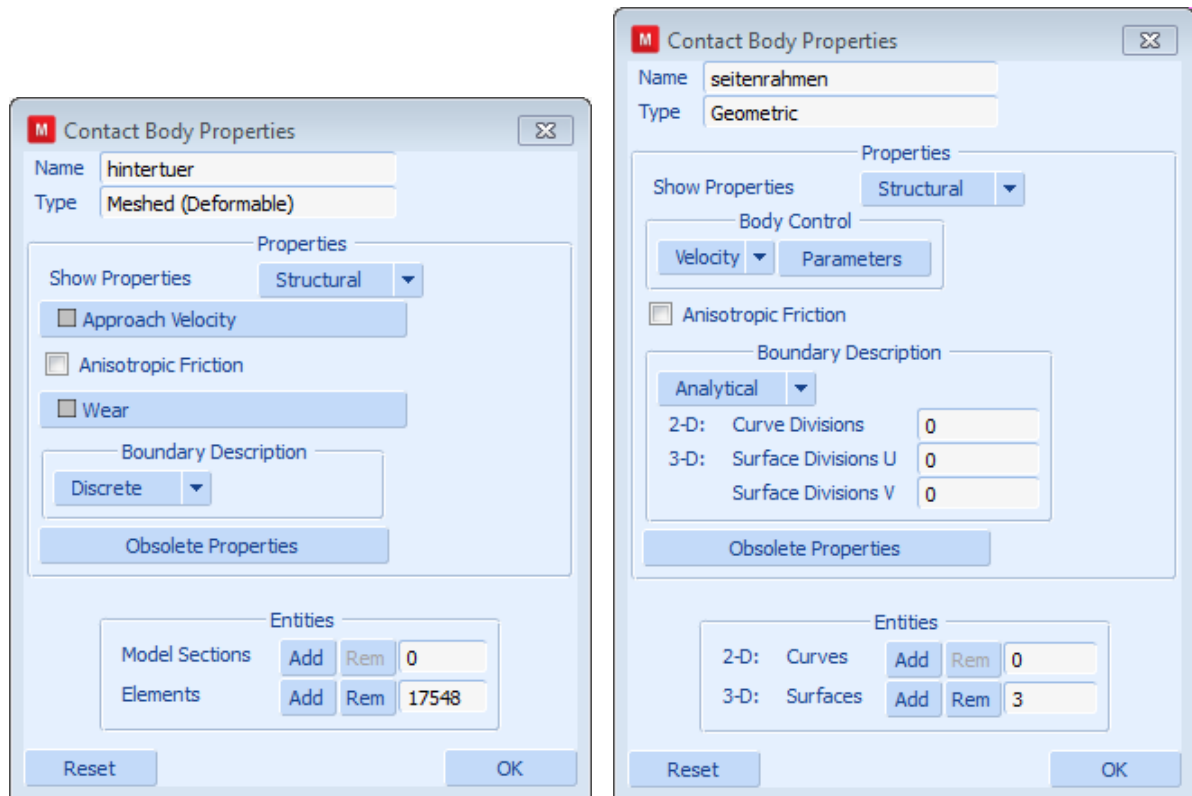 M Contact Body Properties
Name hintertuer
Type Meshed (Deformable)
Properties
Show Properties Structural
Approach Velocity
Anisotropic Friction
Wear
Boundary Description
Discrete
Obsolete Properties
Entities
Model Sections Add Rem 0
Elements Add Rem 17548
Reset OK
M Contact Body Properties
Name seitenrahmen
Type Geometric
Properties
Show Properties Structural
Body Control
Velocity Parameters
Anisotropic Friction
Boundary Description
Analytical
2-D: Curve Divisions 0
3-D: Surface Divisions U 0
Surface Divisions V 0
Obsolete Properties
Entities
2-D: Curves Add Rem 0
3-D: Surfaces Add Rem 3
Reset OK